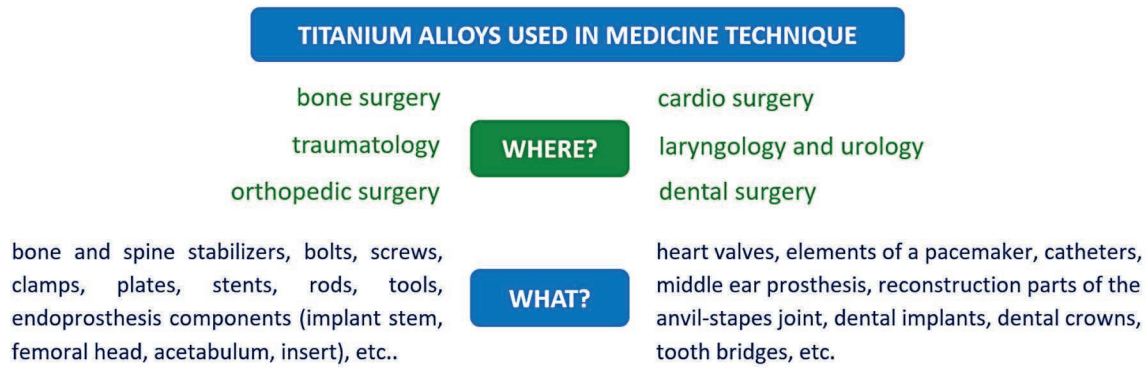 TITANIUM ALLOYS USED IN MEDICINE TECHNIQUE
bone surgery
traumatology
orthopedic surgery
WHERE?
cardio surgery
laryngology and urology
dental surgery
bone and spine stabilizers, bolts, screws,
clamps, plates, stents, rods, tools,
endoprosthesis components (implant stem,
femoral head, acetabulum, insert), etc..
WHAT?
heart valves, elements of a pacemaker, catheters,
middle ear prosthesis, reconstruction parts of the
anvil-stapes joint, dental implants, dental crowns,
tooth bridges, etc.